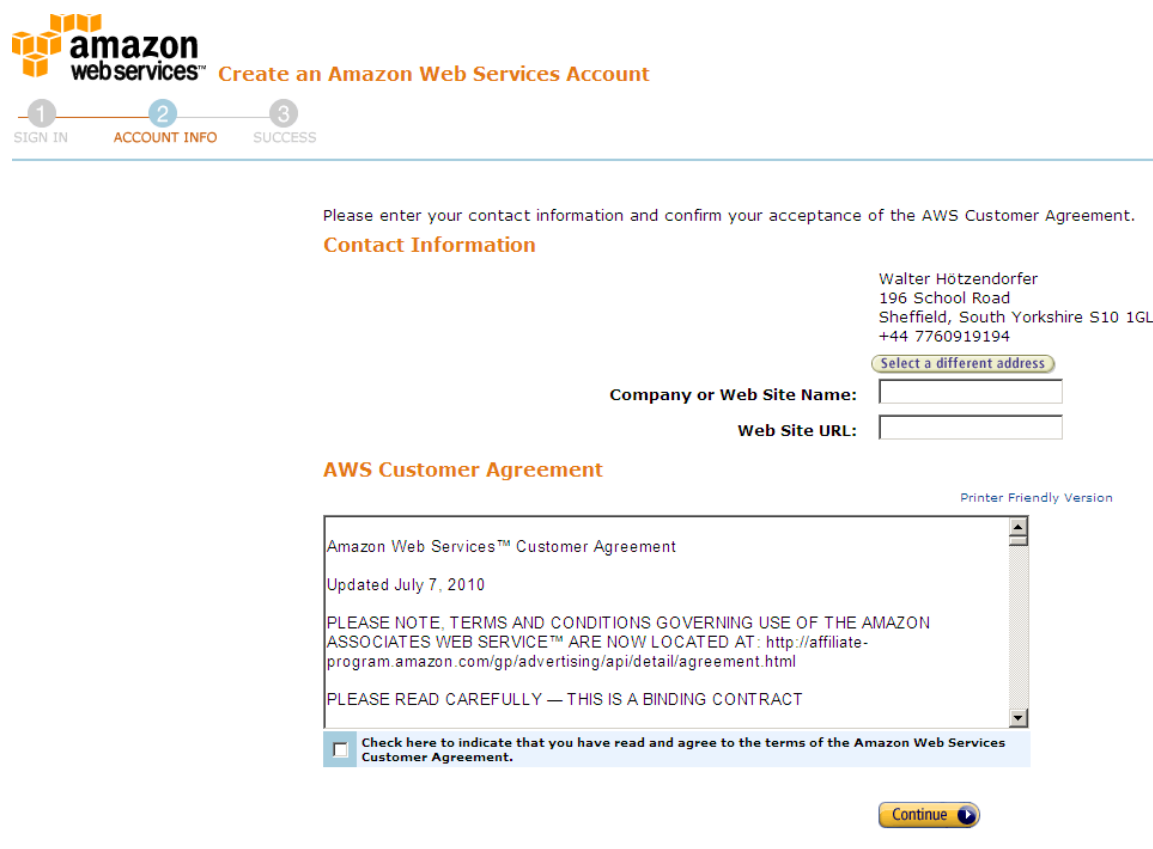 amazon
webservices™
Create an Amazon Web Services Account
1
2
3
SIGN IN
ACCOUNT INFO
SUCCESS
Please enter your contact information and confirm your acceptance of the AWS Customer Agreement.
Contact Information
Walter Hötzendorfer
196 School Road
Sheffield, South Yorkshire S10 1GL
+44 7760919194
Select a different address
Company or Web Site Name:
Web Site URL:
AWS Customer Agreement
Printer Friendly Version
Amazon Web Services™ Customer Agreement
Updated July 7, 2010
PLEASE NOTE, TERMS AND CONDITIONS GOVERNING USE OF THE AMAZON
ASSOCIATES WEB SERVICE™ ARE NOW LOCATED AT: http://affiliate-
program.amazon.com/gp/advertising/api/detail/agreement.html
PLEASE READ CAREFULLY — THIS IS A BINDING CONTRACT
Check here to indicate that you have read and agree to the terms of the Amazon Web Services
Customer Agreement.
Continue